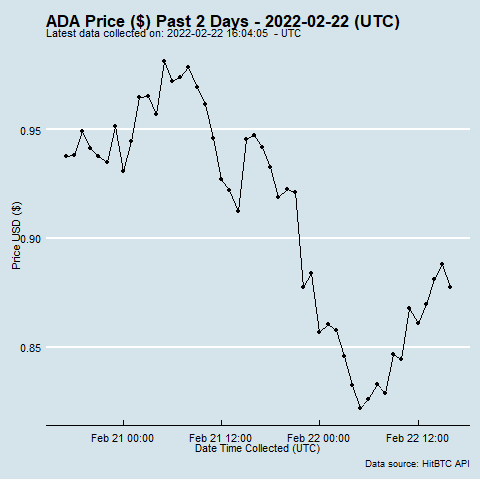 ADA Price ($) Past 2 Days - 2022-02-22 (UTC)
Latest data collected on: 2022-02-22 16:04:05  - UTC
Price USD ($)
0.95
0.90
0.85
Feb 21 00:00 Feb 21 12:00 Feb 22 00:00 Feb 22 12:00
Date Time Collected (UTC)
Data source: HitBTC API